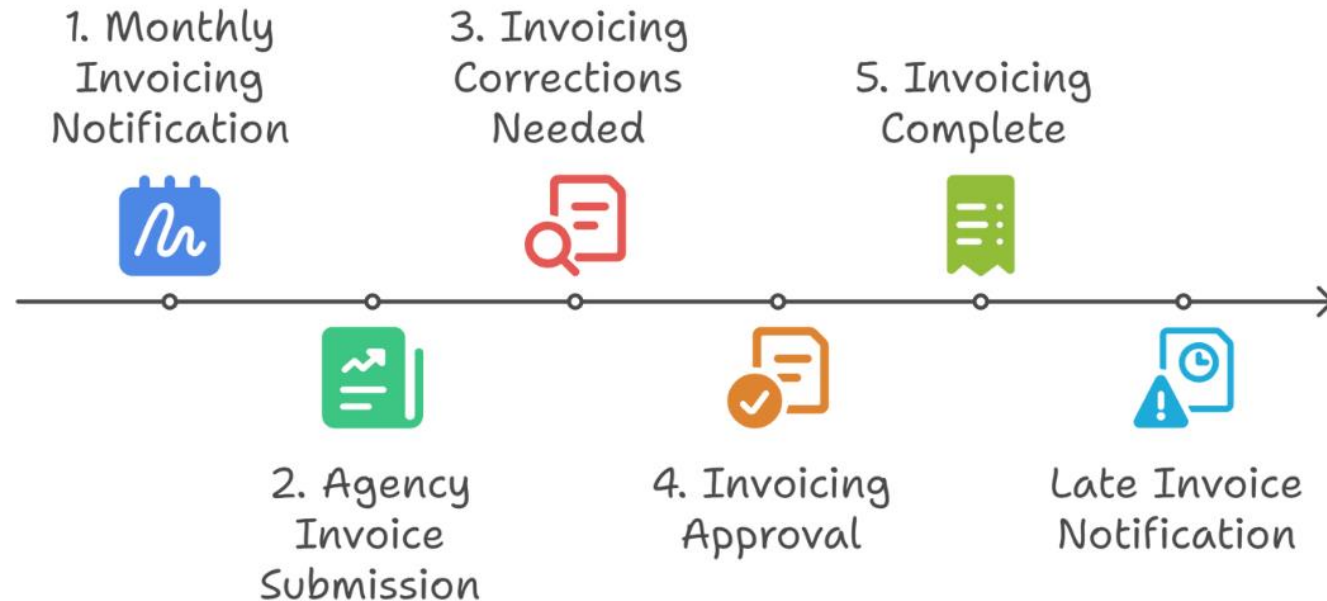 1. Monthly
Invoicing
Notification
2. Agency
Invoice
Submission
3. Invoicing
Corrections
Needed
4. Invoicing
Approval
5. Invoicing
Complete
Late Invoice
Notification